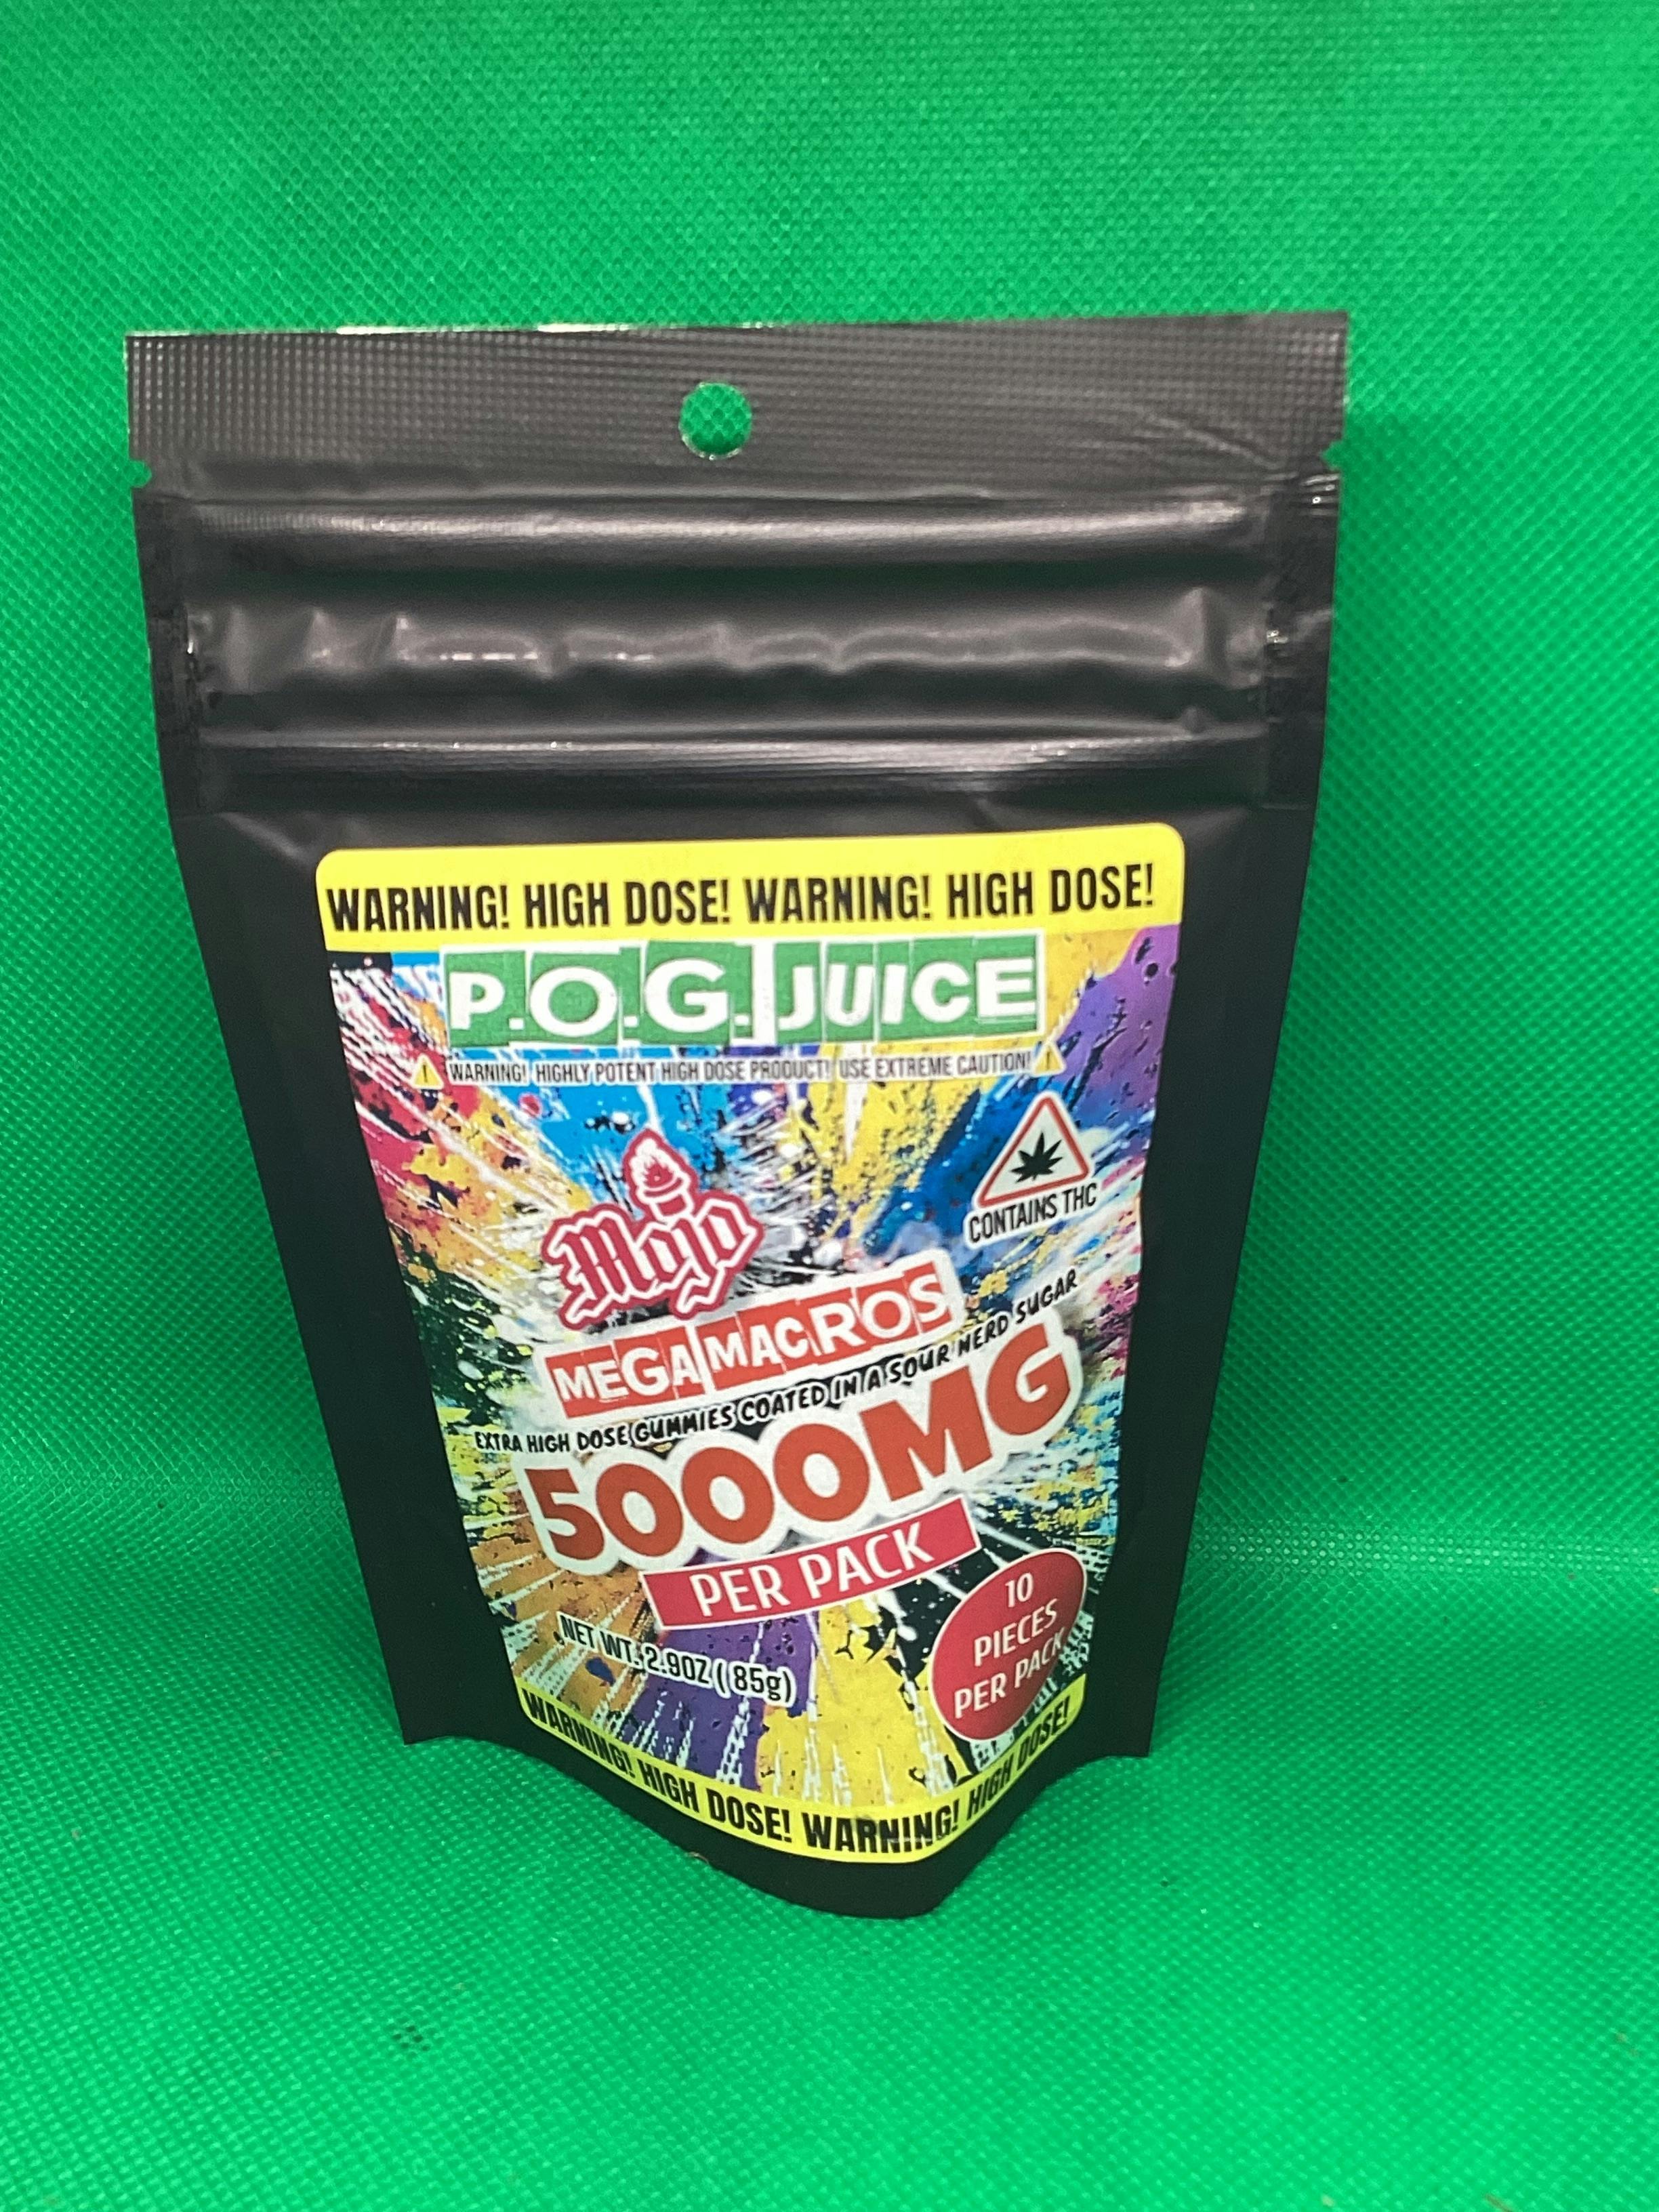 WARNING! HIGH DOSE! WARNING! HIGH DOSE!
P.O.G. JUICE
WARNING! HIGHLY POTENT HIGH DOSE PRODUCT! USE EXTREME CAUTION!
CONTAINS THC
Mojo
MEGA MACROS
EXTRA HIGH DOSE GUMMIES COATED IN A SOUR NERD SUGAR
5000MG
PER PACK
10
PIECES
PER PACK
NET WT. 2.9OZ (85g)
WARNING! HIGH DOSE! WARNING! HIGH DOSE!